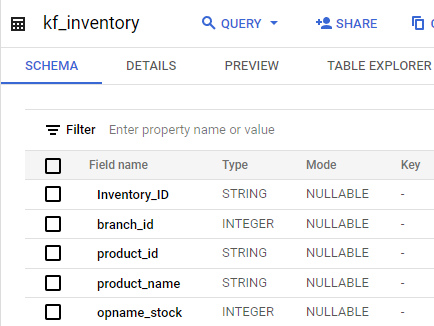 kf_inventory QUERY SHARE
SCHEMA DETAILS PREVIEW TABLE EXPLORER
Filter Enter property name or value
Field name Type Mode Key
Inventory_ID STRING NULLABLE -
branch_id INTEGER NULLABLE -
product_id STRING NULLABLE -
product_name STRING NULLABLE -
opname_stock INTEGER NULLABLE -